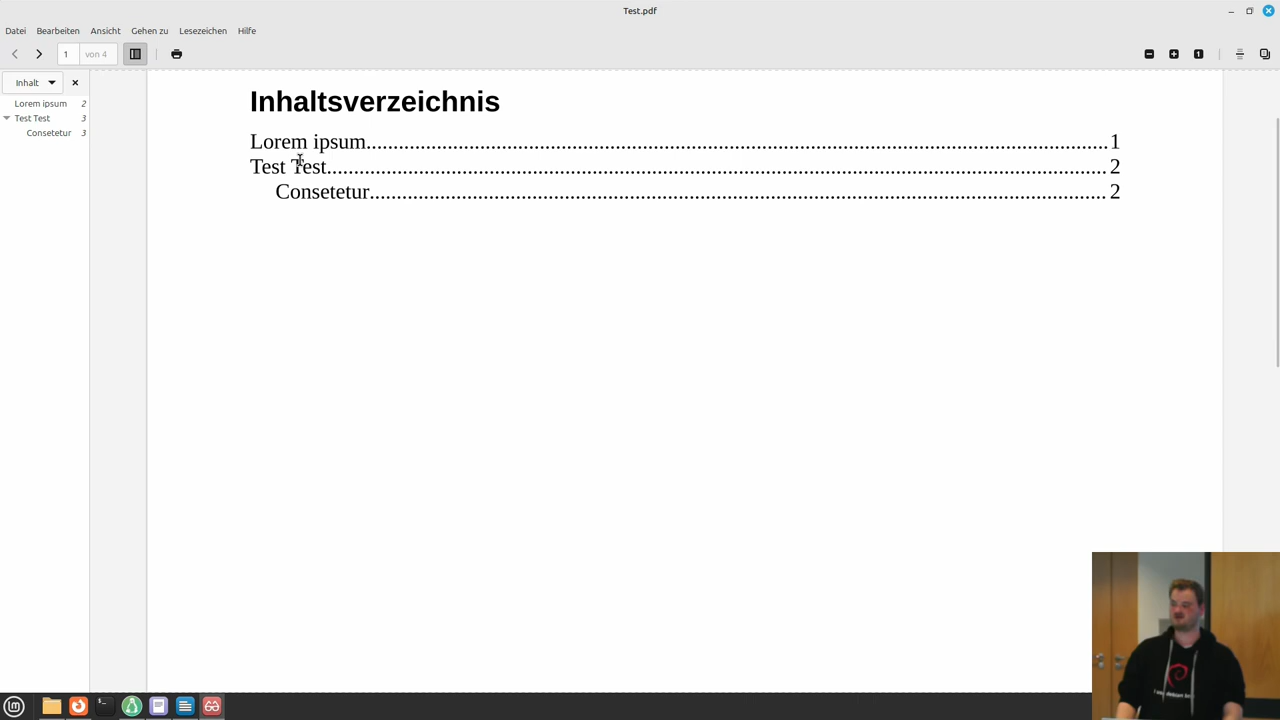 Test.pdf
Datei Bearbeiten Ansicht Gehen zu Lesezeichen Hilfe
1 von 4
Inhalt
Lorem ipsum 2
Test Test 3
Consetetur 3
Inhaltsverzeichnis
Lorem ipsum........................................................................................................................................1
Test Test................................................................................................................................................2
Consetetur........................................................................................................................................2